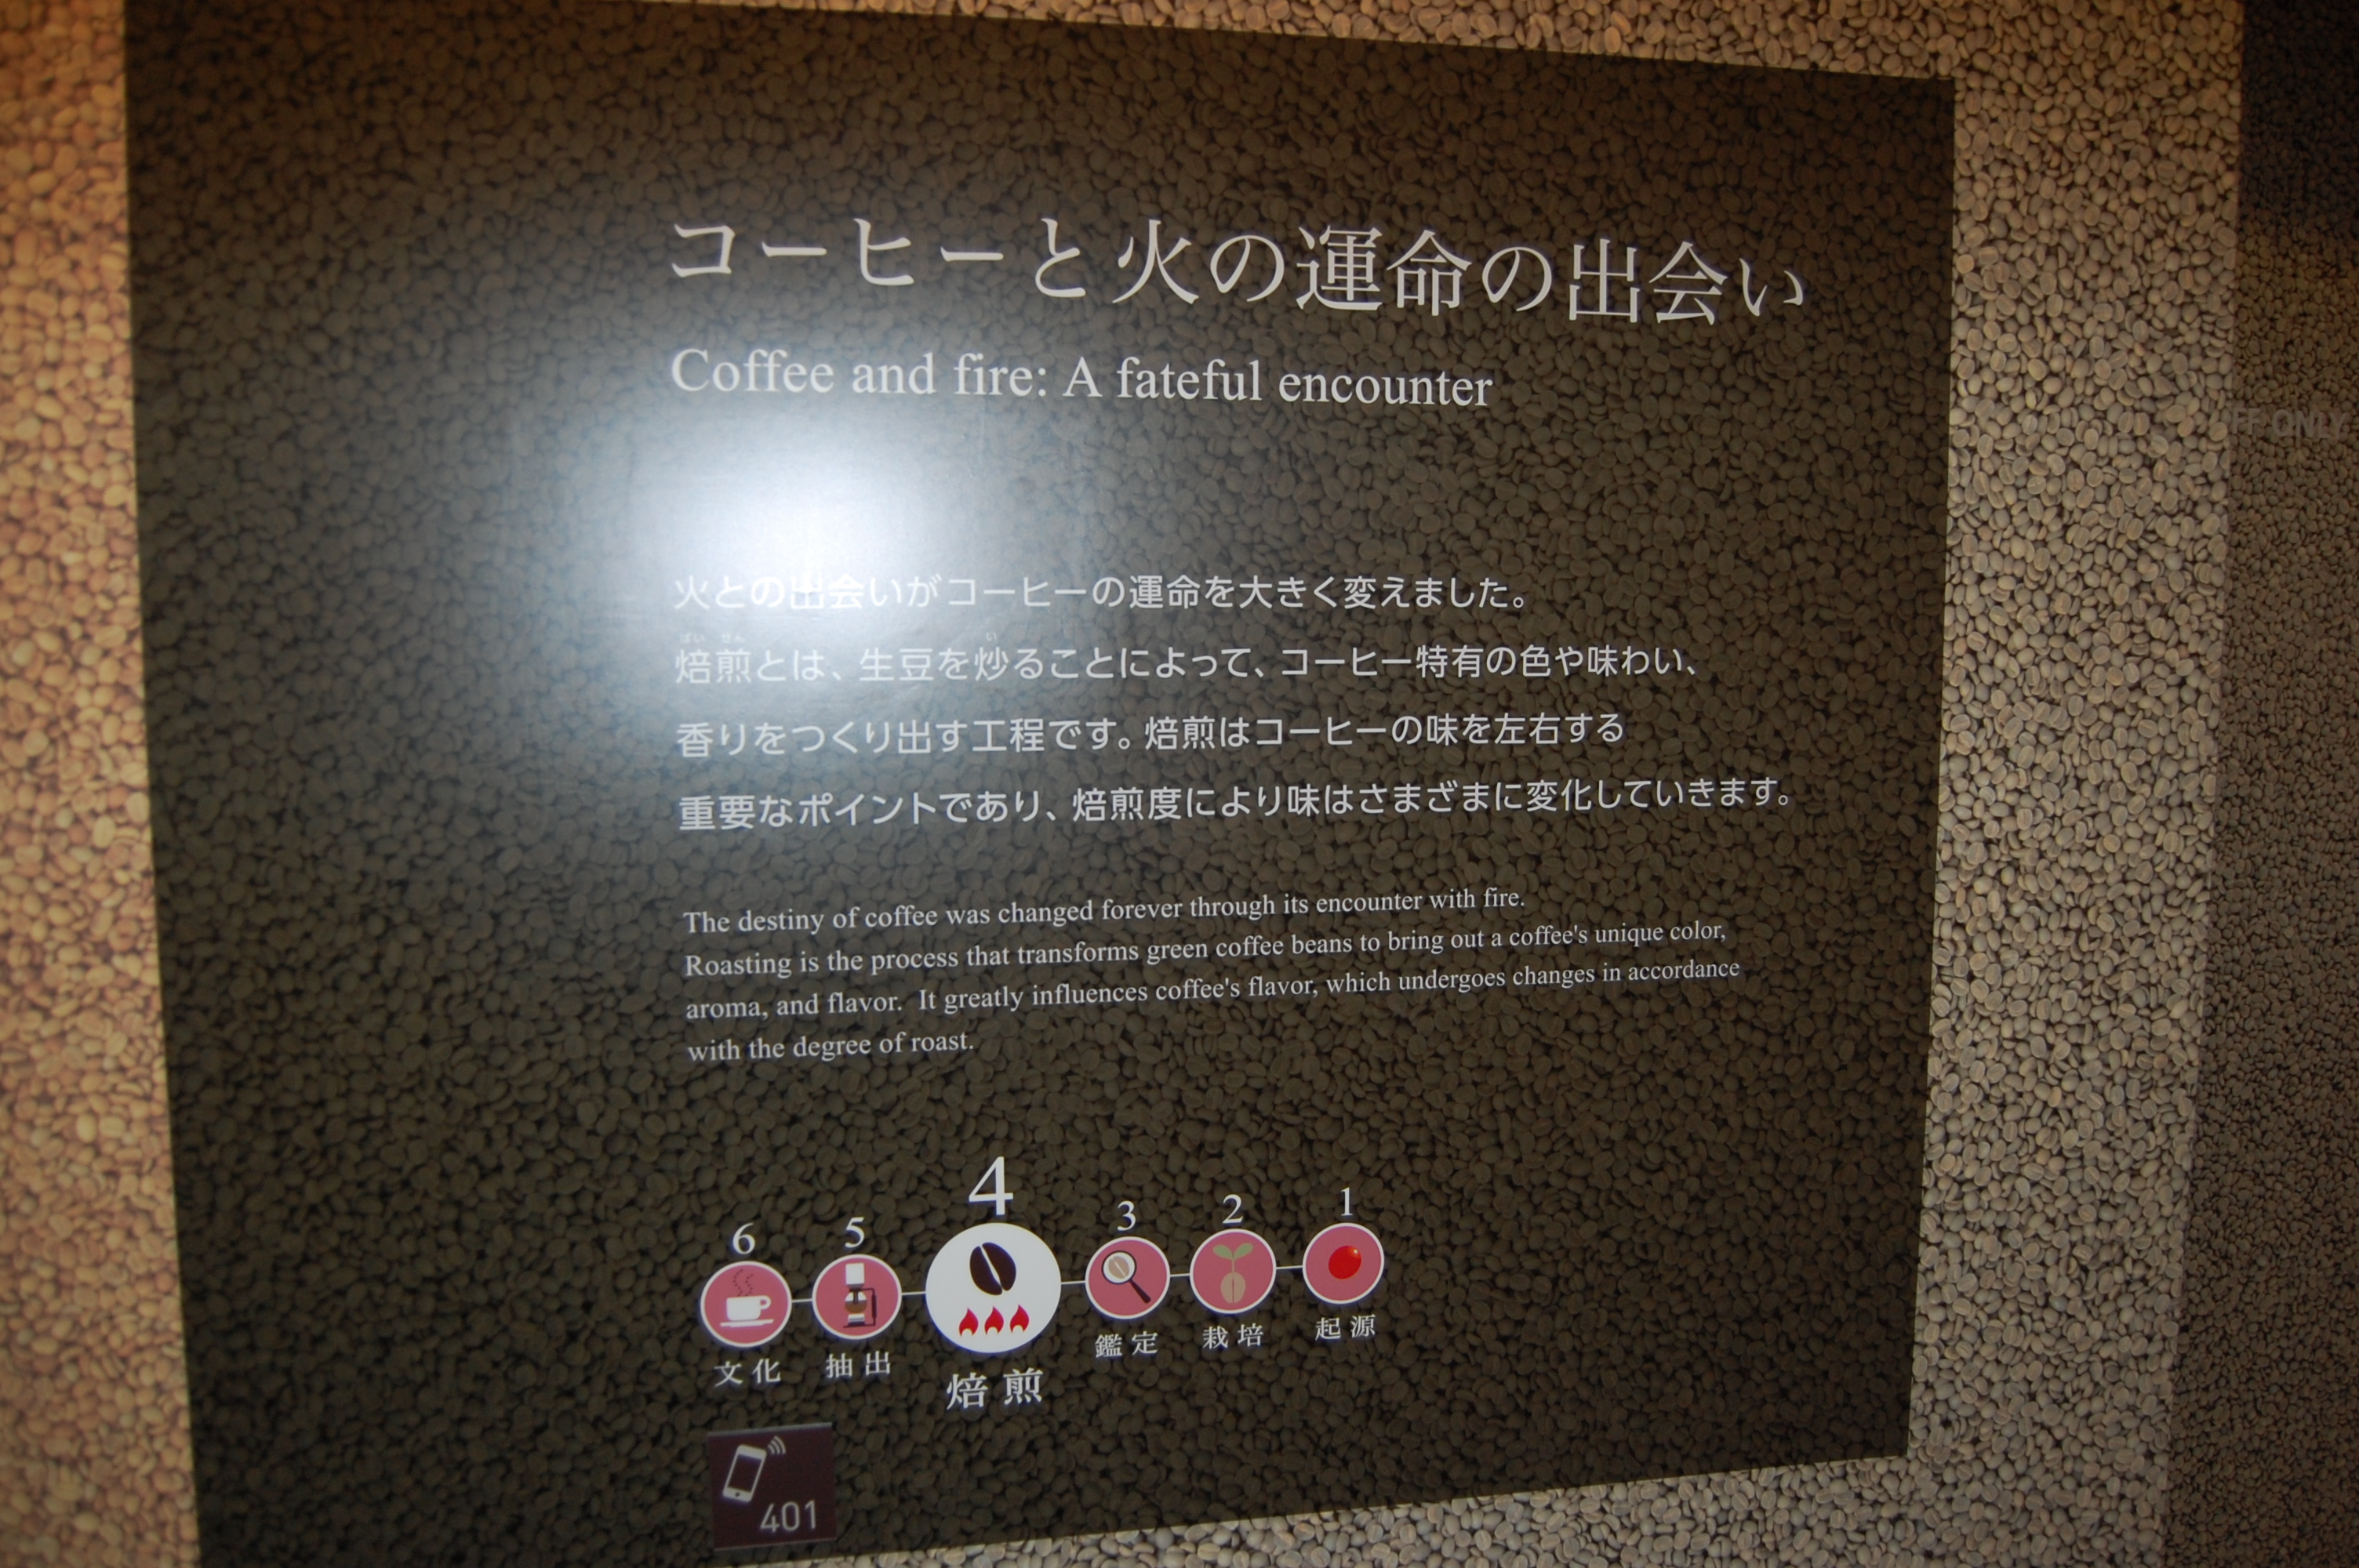 コーヒーと火の運命の出会い
Coffee and fire: A fateful encounter
火との出会いがコーヒーの運命を大きく変えました。
ばい せん い
焙煎とは、生豆を炒ることによって、コーヒー特有の色や味わい、
香りをつくり出す工程です。焙煎はコーヒーの味を左右する
重要なポイントであり、焙煎度により味はさまざまに変化していきます。
The destiny of coffee was changed forever through its encounter with fire.
Roasting is the process that transforms green coffee beans to bring out a coffee's unique color,
aroma, and flavor. It greatly influences coffee's flavor, which undergoes changes in accordance
with the degree of roast.
6 5 4 3 2 1
文化 抽出 焙煎 鑑定 栽培 起源
401
ONLY